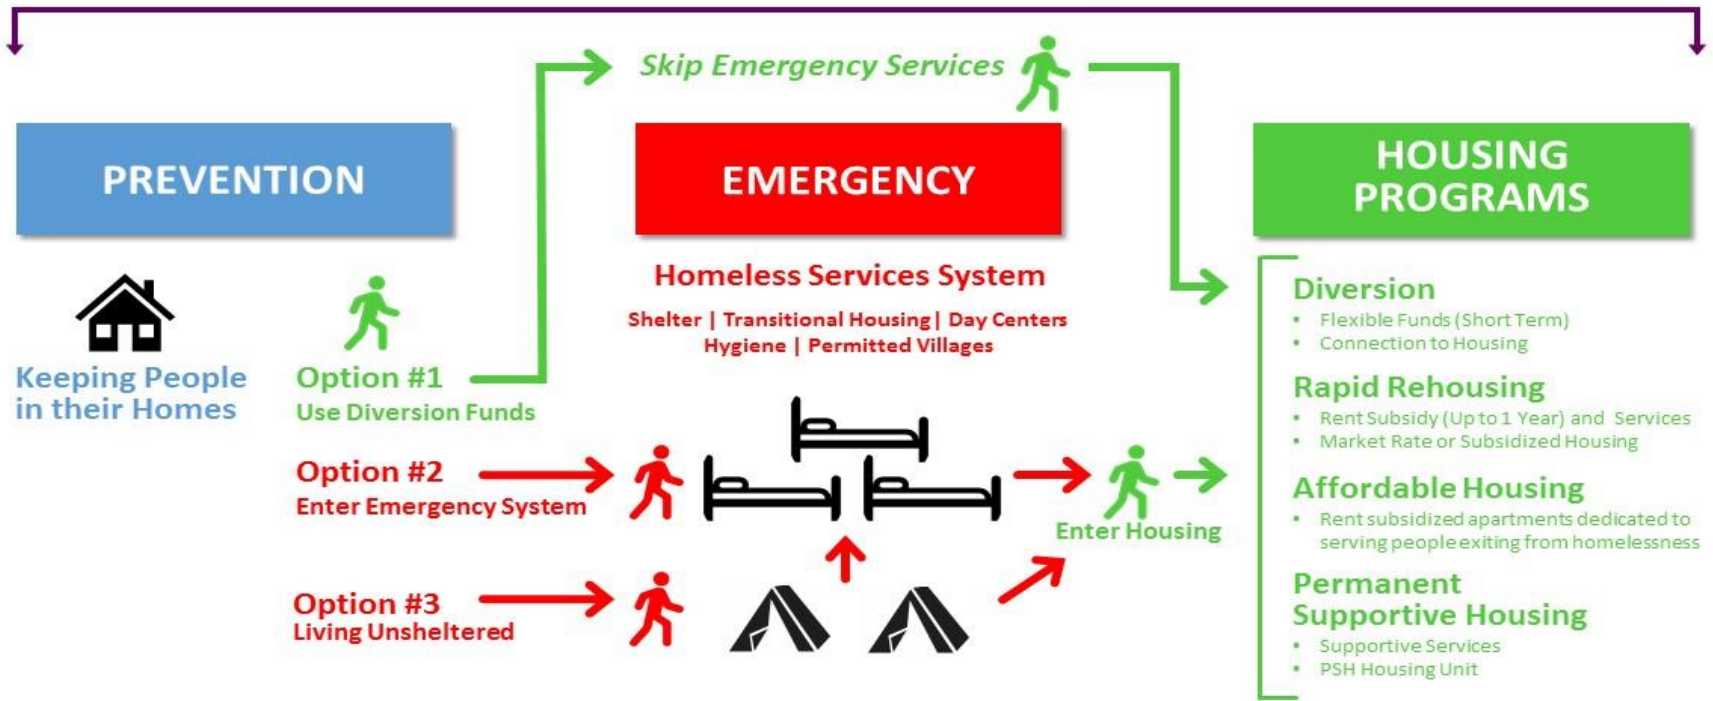 Skip Emergency Services
PREVENTION
EMERGENCY
HOUSING
PROGRAMS
Keeping People
in their Homes
Option #1
Use Diversion Funds
Option #2
Enter Emergency System
Option #3
Living Unsheltered
Homeless Services System
Shelter | Transitional Housing | Day Centers
Hygiene | Permitted Villages
Enter Housing
Diversion
• Flexible Funds (Short Term)
• Connection to Housing
Rapid Rehousing
• Rent Subsidy (Up to 1 Year) and Services
• Market Rate or Subsidized Housing
Affordable Housing
• Rent subsidized apartments dedicated to
serving people exiting from homelessness
Permanent
Supportive Housing
• Supportive Services
• PSH Housing Unit